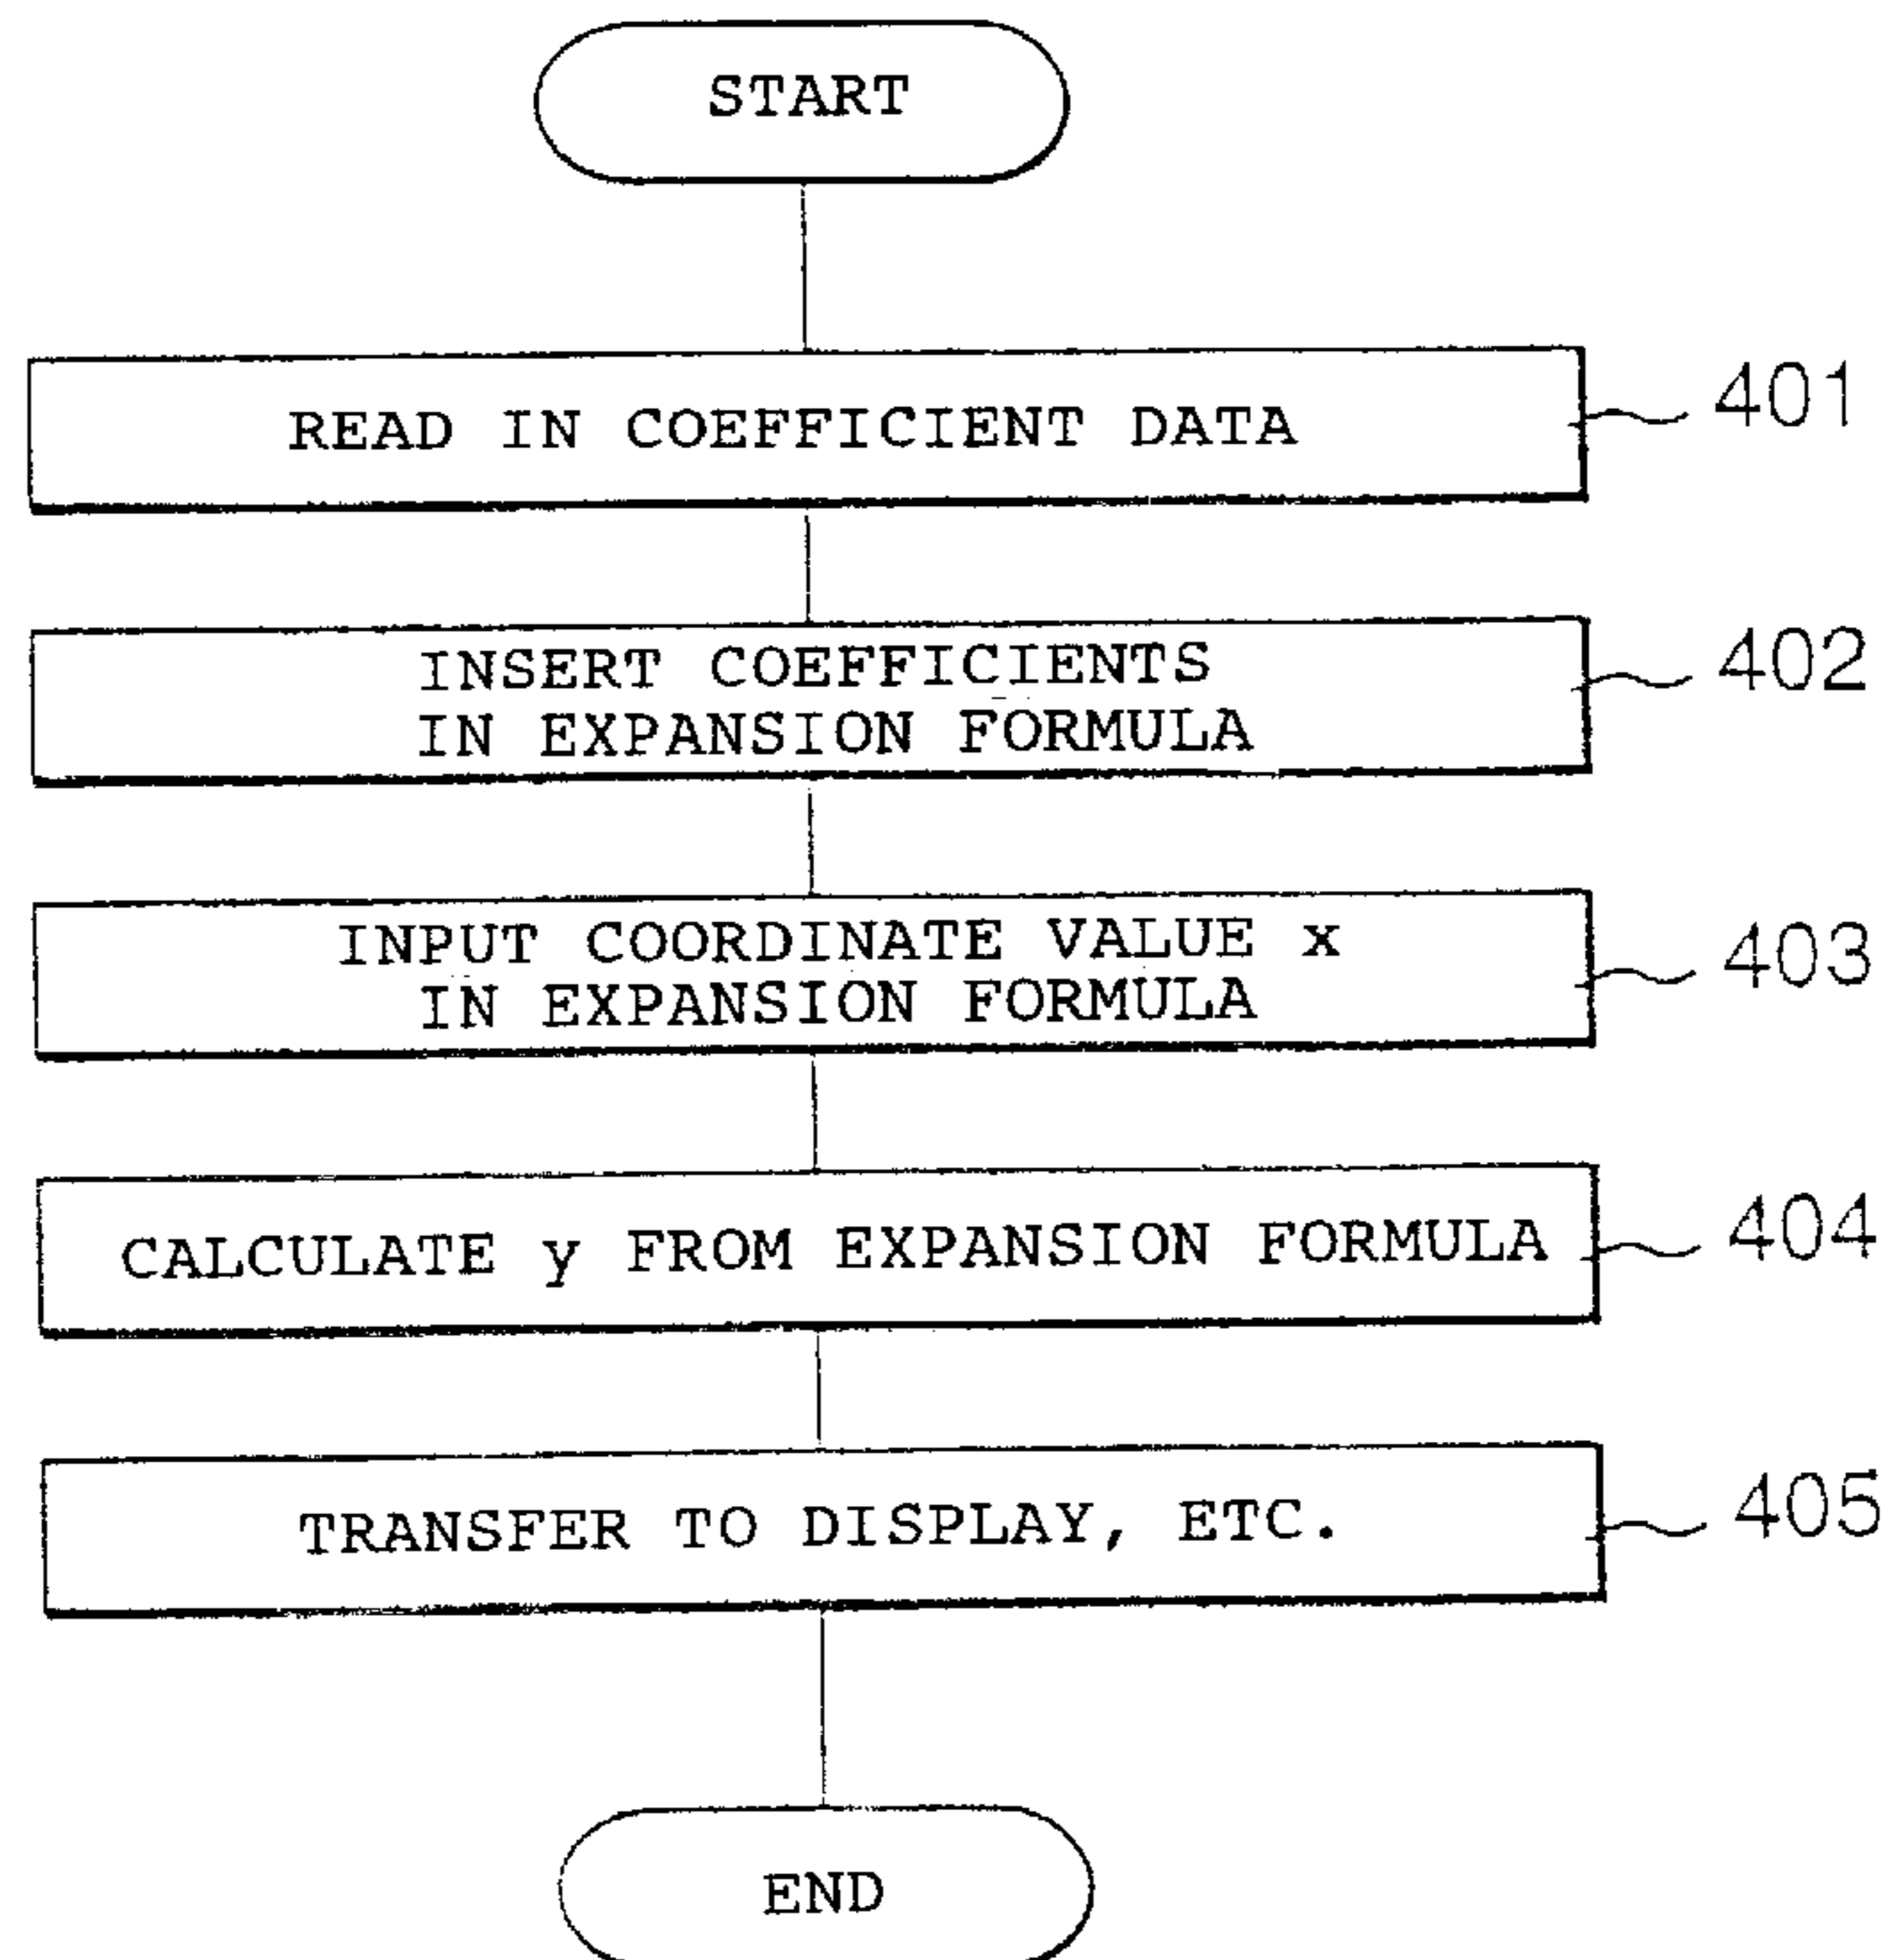 START
READ IN COEFFICIENT DATA
401
INSERT COEFFICIENTS
IN EXPANSION FORMULA
402
INPUT COORDINATE VALUE x
IN EXPANSION FORMULA
403
CALCULATE y FROM EXPANSION FORMULA
404
TRANSFER TO DISPLAY, ETC.
405
END